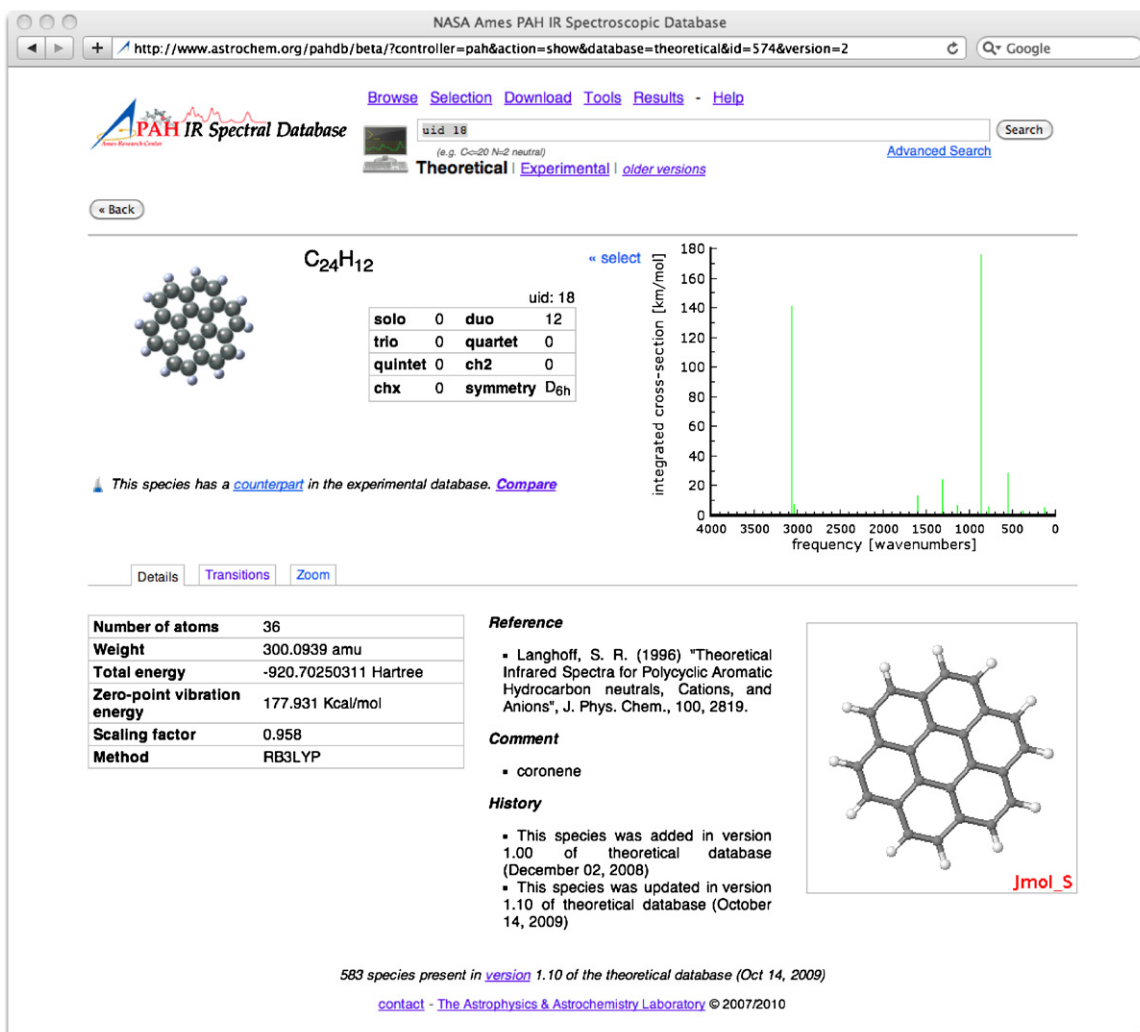 NASA Ames PAH IR Spectroscopic Database
http://www.astrochem.org/pahdb/beta/?controller=pah&action=show&database=theoretical&id=574&version=2
Google
Browse Selection Download Tools Results - Help
APAH IR Spectral Database
Ames Research Center
uid 18
Search
(e.g. C<=20 N=2 neutral)
Advanced Search
Theoretical | Experimental | older versions
« Back
C24H12
« select
uid: 18
solo 0 duo 12
trio 0 quartet 0
quintet 0 ch2 0
chx 0 symmetry D6h
This species has a counterpart in the experimental database. Compare
integrated cross-section [km/mol]
180
160
140
120
100
80
60
40
20
0
4000 3500 3000 2500 2000 1500 1000 500 0
frequency [wavenumbers]
Details Transitions Zoom
Number of atoms 36
Weight 300.0939 amu
Total energy -920.70250311 Hartree
Zero-point vibration
energy 177.931 Kcal/mol
Scaling factor 0.958
Method RB3LYP
Reference
▪ Langhoff, S. R. (1996) "Theoretical
Infrared Spectra for Polycyclic Aromatic
Hydrocarbon neutrals, Cations, and
Anions", J. Phys. Chem., 100, 2819.
Comment
▪ coronene
History
▪ This species was added in version
1.00 of theoretical database
(December 02, 2008)
▪ This species was updated in version
1.10 of theoretical database (October
14, 2009)
Jmol_S
583 species present in version 1.10 of the theoretical database (Oct 14, 2009)
contact - The Astrophysics & Astrochemistry Laboratory © 2007/2010